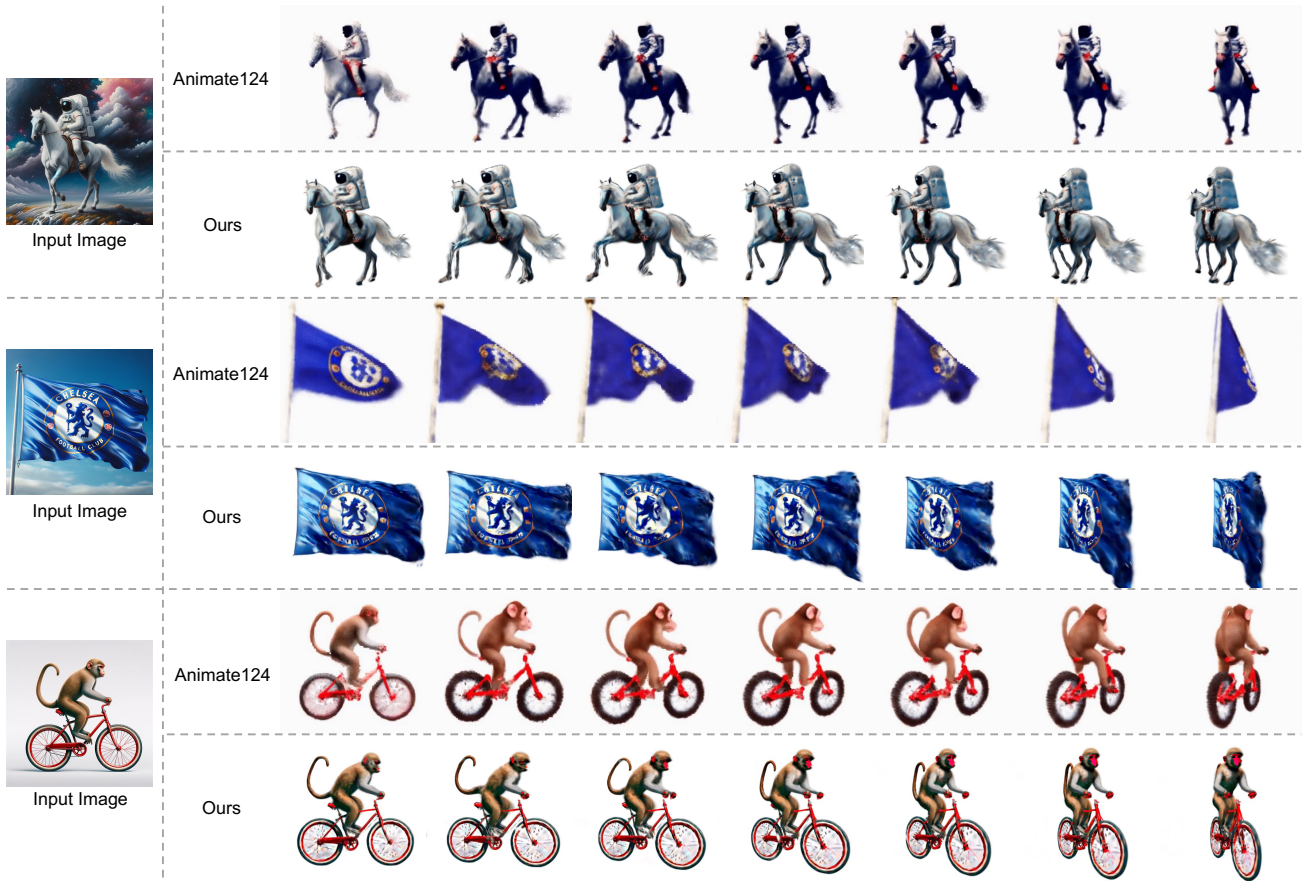 Animate124
Input Image
Ours
Animate124
CHELSEA
FOOTBALL CLUB
Input Image
Ours
Animate124
Input Image
Ours